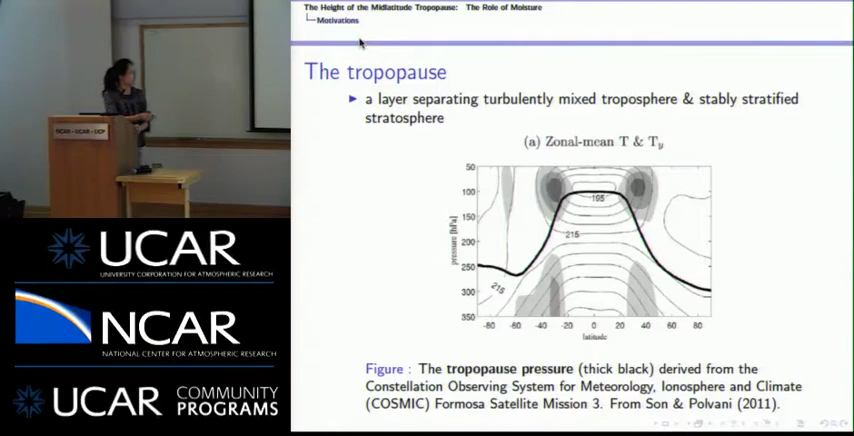 The Height of the Midlatitude Tropopause: The Role of Moisture
Motivations
The tropopause
a layer separating turbulently mixed troposphere & stably stratified
stratosphere
(a) Zonal-mean T & Ty
50
100
150
200
250
300
350
pressure [hPa]
195
215
215
-80 -60 -40 -20 0 20 40 60 80
latitude
Figure : The tropopause pressure (thick black) derived from the
Constellation Observing System for Meteorology, Ionosphere and Climate
(COSMIC) Formosa Satellite Mission 3. From Son & Polvani (2011).
NCAR • UCAR • UCP
UCAR
UNIVERSITY CORPORATION FOR ATMOSPHERIC RESEARCH
NCAR
NATIONAL CENTER FOR ATMOSPHERIC RESEARCH
UCAR COMMUNITY
PROGRAMS